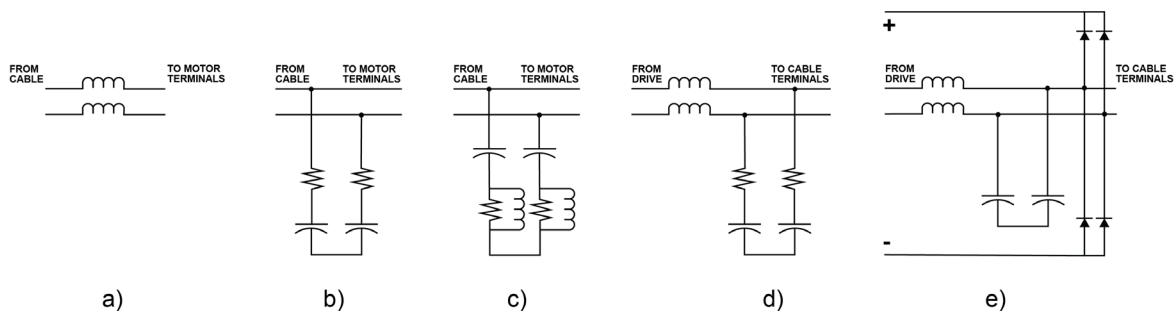 FROM
CABLE
TO MOTOR
TERMINALS
a)
FROM
CABLE
TO MOTOR
TERMINALS
b)
FROM
CABLE
TO MOTOR
TERMINALS
c)
FROM
DRIVE
TO CABLE
TERMINALS
d)
+
FROM
DRIVE
TO CABLE
TERMINALS
-
e)